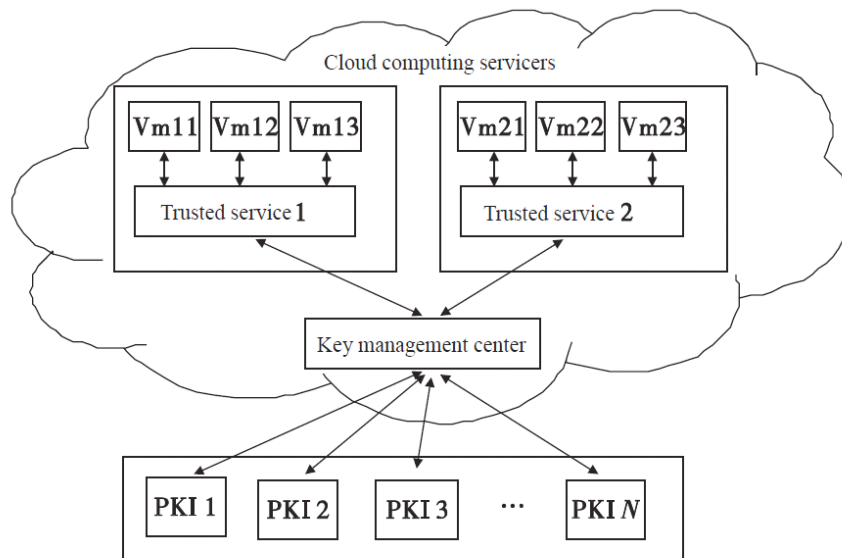 Cloud computing servicers
Vm11 Vm12 Vm13 Vm21 Vm22 Vm23
Trusted service 1 Trusted service 2
Key management center
PKI 1 PKI 2 PKI 3 ... PKI N